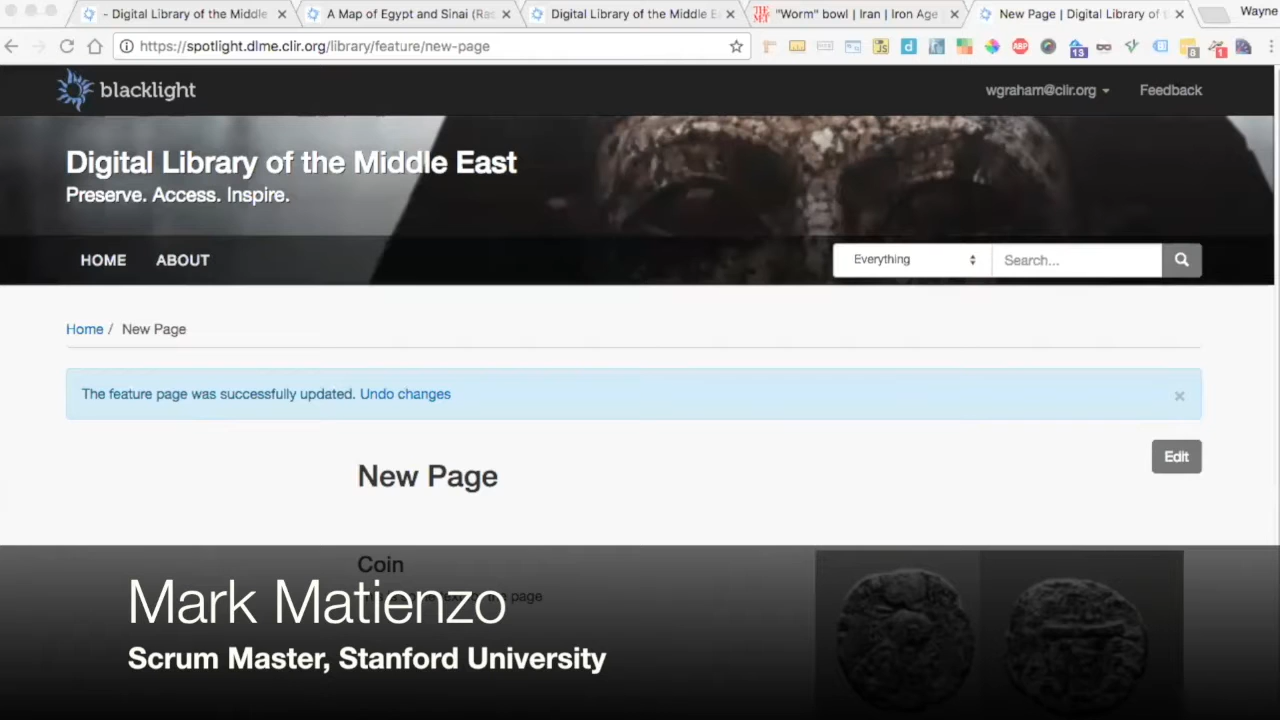 - Digital Library of the Middle
A Map of Egypt and Sinai (Ras
Digital Library of the Middle E
THE MET "Worm" bowl | Iran | Iron Age
New Page | Digital Library of t
Wayne
https://spotlight.dlme.clir.org/library/feature/new-page
blacklight
wgraham@clir.org
Feedback
Digital Library of the Middle East
Preserve. Access. Inspire.
HOME ABOUT
Everything
Search...
Home / New Page
The feature page was successfully updated. Undo changes
Edit
New Page
Coin
page
Mark Matienzo
Scrum Master, Stanford University